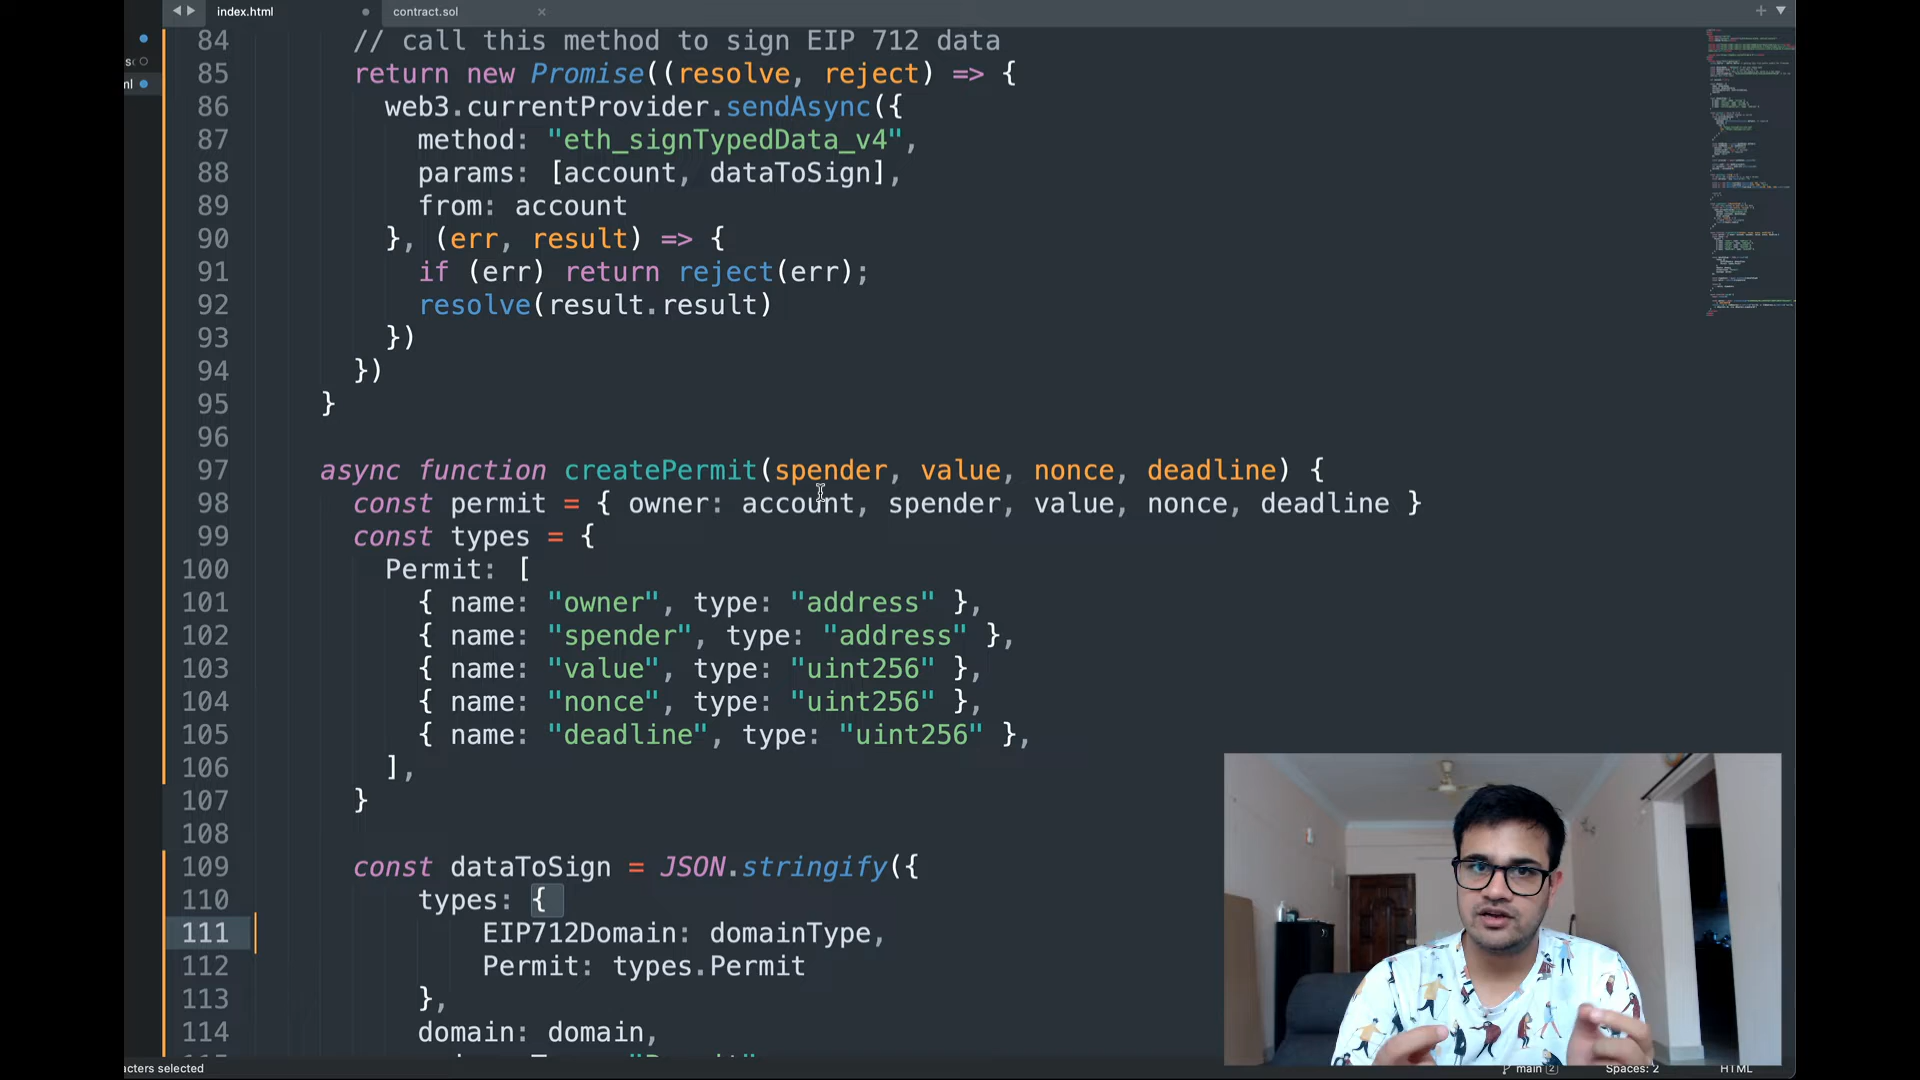 index.html
contract.sol
84 // call this method to sign EIP 712 data
85 return new Promise((resolve, reject) => {
86 web3.currentProvider.sendAsync({
87 method: "eth_signTypedData_v4",
88 params: [account, dataToSign],
89 from: account
90 }, (err, result) => {
91 if (err) return reject(err);
92 resolve(result.result)
93 })
94 })
95 }
96
97 async function createPermit(spender, value, nonce, deadline) {
98 const permit = { owner: account, spender, value, nonce, deadline }
99 const types = {
100 Permit: [
101 { name: "owner", type: "address" },
102 { name: "spender", type: "address" },
103 { name: "value", type: "uint256" },
104 { name: "nonce", type: "uint256" },
105 { name: "deadline", type: "uint256" },
106 ],
107 }
108
109 const dataToSign = JSON.stringify({
110 types: {
111 EIP712Domain: domainType,
112 Permit: types.Permit
113 },
114 domain: domain,
acters selected
main 2
Spaces: 2
HTML